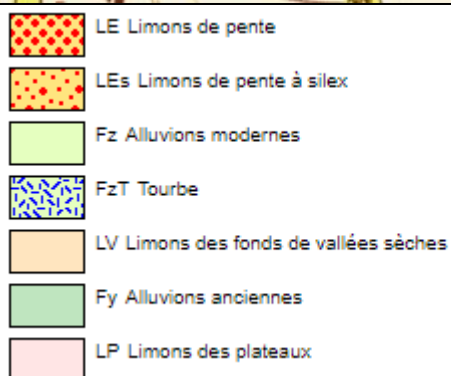 LE Limons de pente
LEs Limons de pente à silex
Fz Alluvions modernes
FzT Tourbe
LV Limons des fonds de vallées sèches
Fy Alluvions anciennes
LP Limons des plateaux